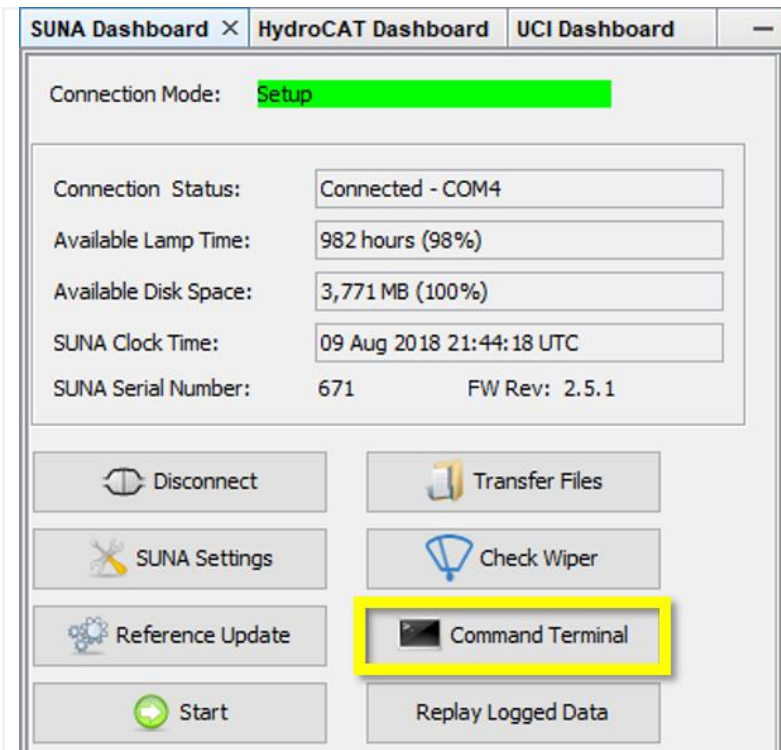 SUNA Dashboard × HydroCAT Dashboard UCI Dashboard
Connection Mode: Setup
Connection Status: Connected - COM4
Available Lamp Time: 982 hours (98%)
Available Disk Space: 3,771 MB (100%)
SUNA Clock Time: 09 Aug 2018 21:44:18 UTC
SUNA Serial Number: 671 FW Rev: 2.5.1
Disconnect Transfer Files
SUNA Settings Check Wiper
Reference Update Command Terminal
Start Replay Logged Data